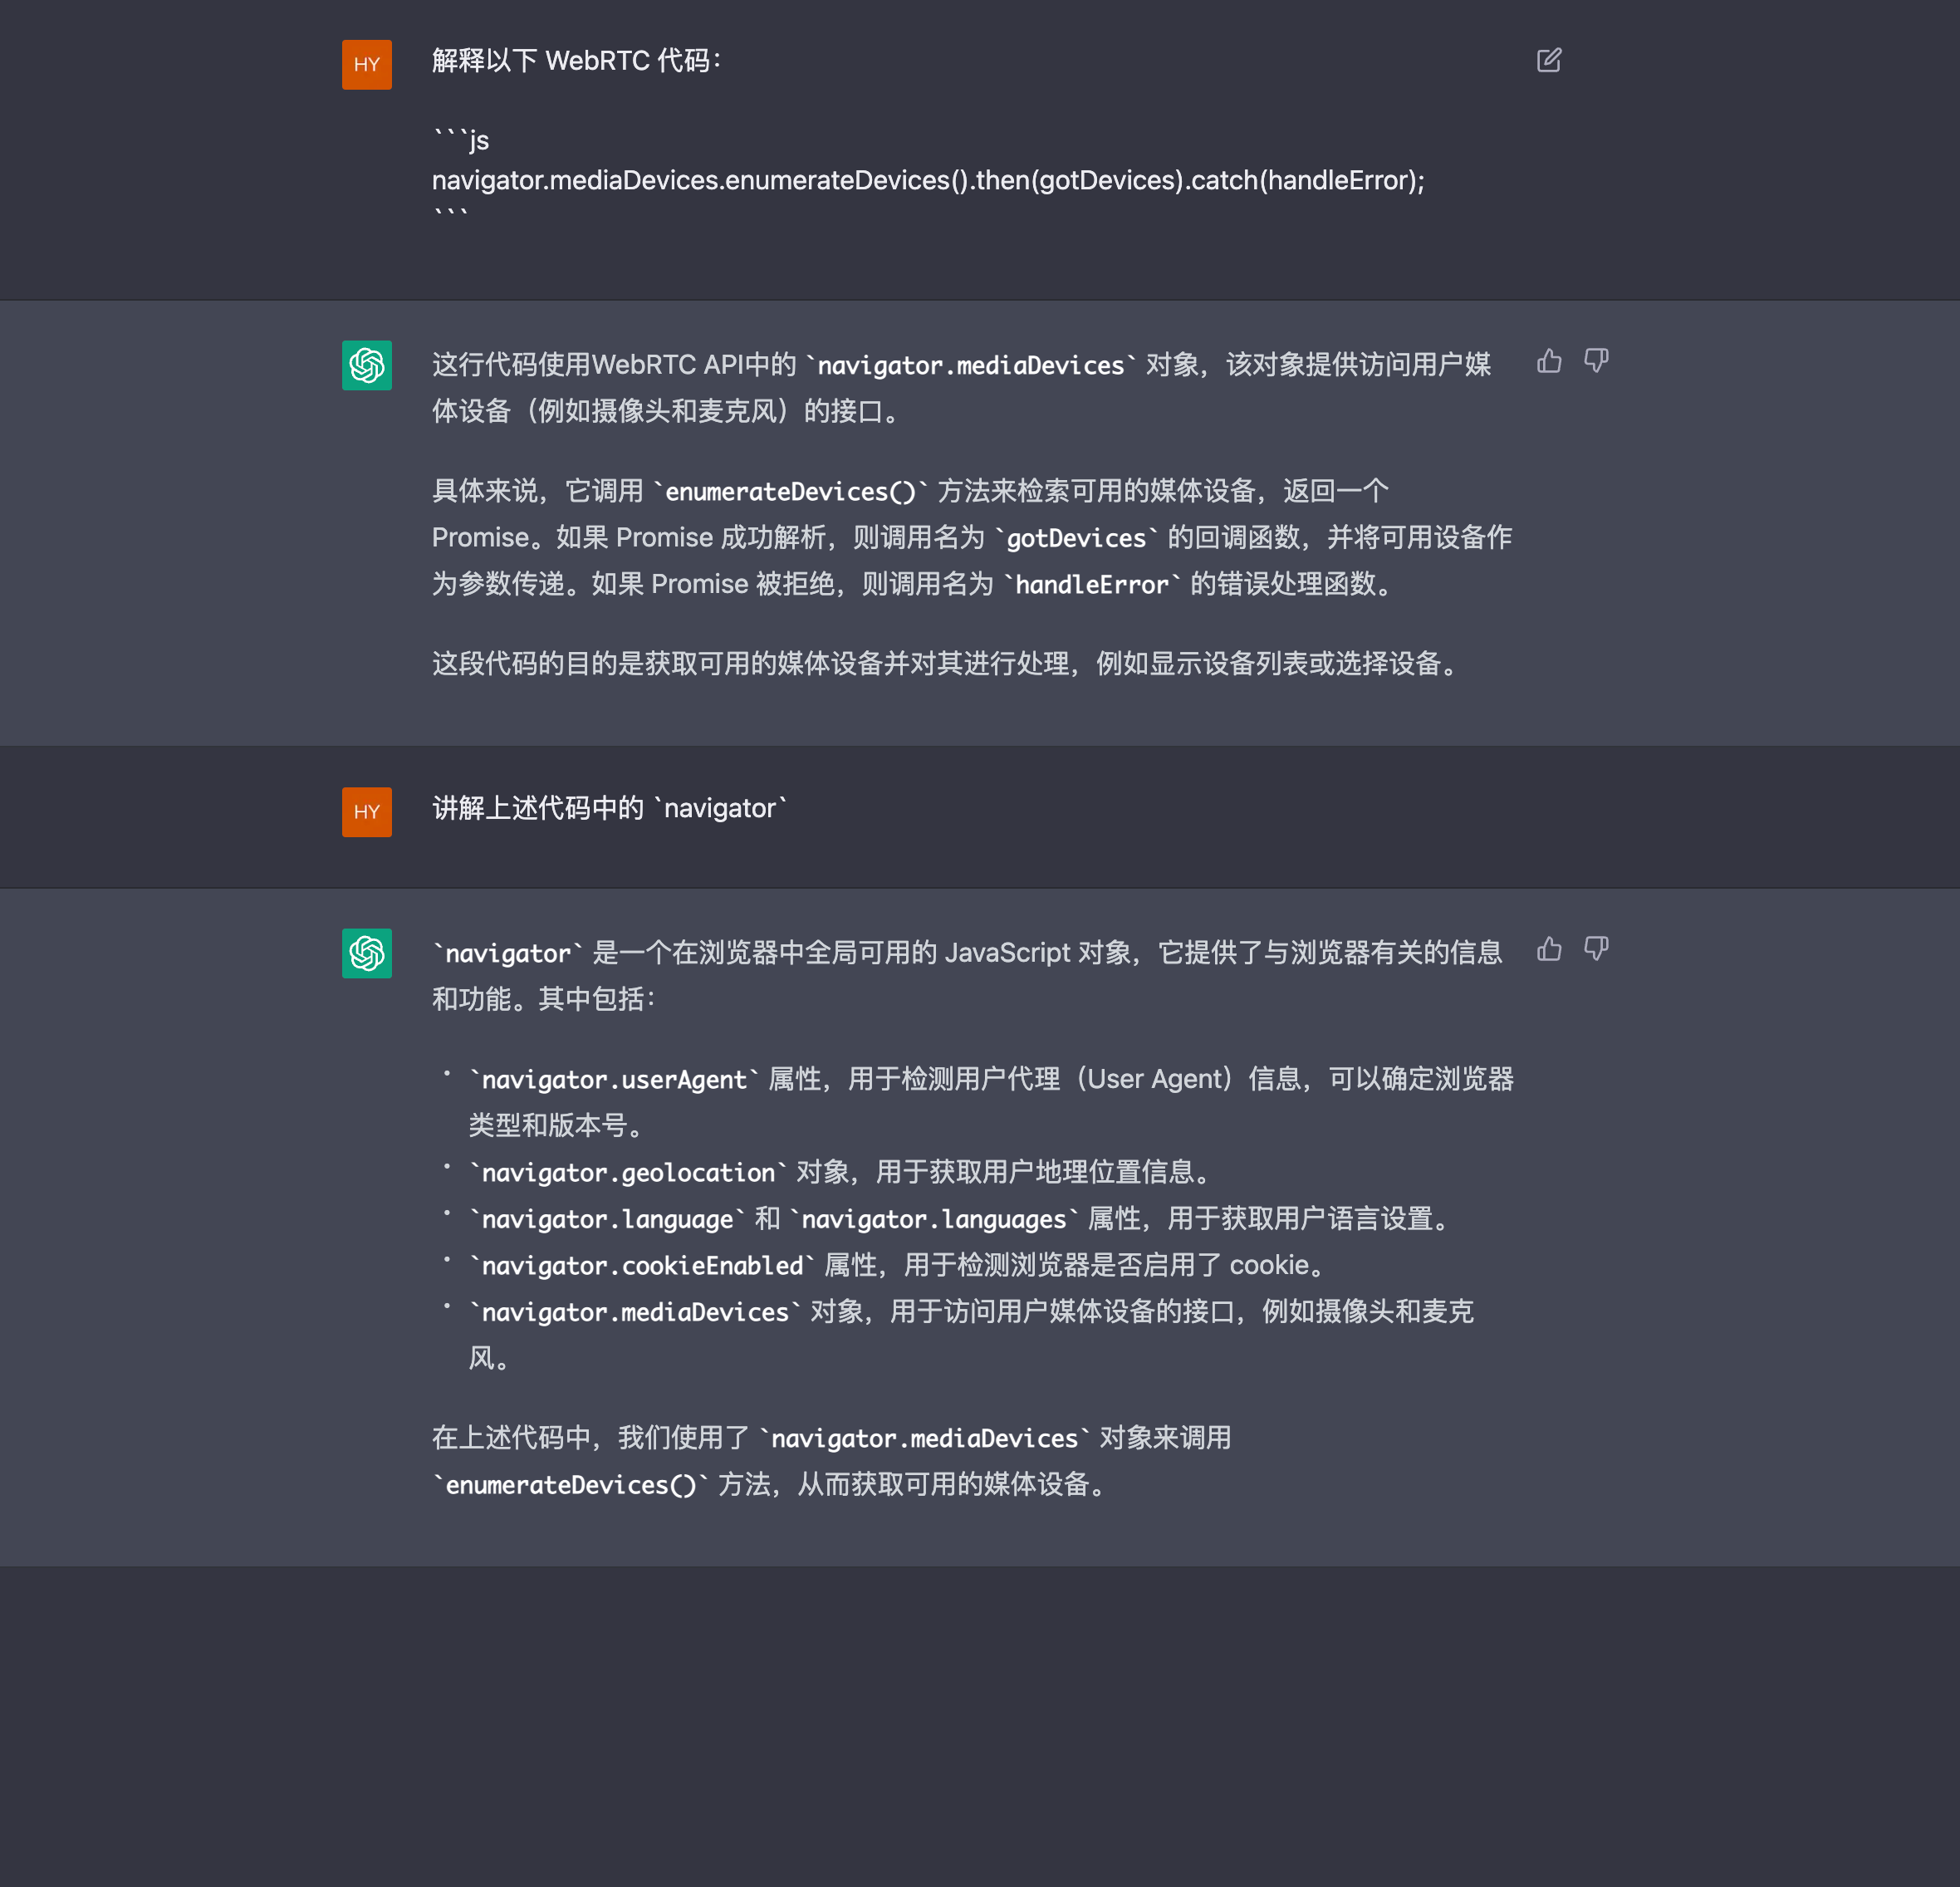 HY
解释以下 WebRTC 代码：
```js
navigator.mediaDevices.enumerateDevices().then(gotDevices).catch(handleError);
```
这行代码使用WebRTC API中的 `navigator.mediaDevices` 对象，该对象提供访问用户媒
体设备（例如摄像头和麦克风）的接口。
具体来说，它调用 `enumerateDevices()` 方法来检索可用的媒体设备，返回一个
Promise。如果 Promise 成功解析，则调用名为 `gotDevices` 的回调函数，并将可用设备作
为参数传递。如果 Promise 被拒绝，则调用名为 `handleError` 的错误处理函数。
这段代码的目的是获取可用的媒体设备并对其进行处理，例如显示设备列表或选择设备。
HY
讲解上述代码中的 `navigator`
`navigator` 是一个在浏览器中全局可用的 JavaScript 对象，它提供了与浏览器有关的信息
和功能。其中包括：
• `navigator.userAgent` 属性，用于检测用户代理（User Agent）信息，可以确定浏览器
类型和版本号。
• `navigator.geolocation` 对象，用于获取用户地理位置信息。
• `navigator.language` 和 `navigator.languages` 属性，用于获取用户语言设置。
• `navigator.cookieEnabled` 属性，用于检测浏览器是否启用了 cookie。
• `navigator.mediaDevices` 对象，用于访问用户媒体设备的接口，例如摄像头和麦克
风。
在上述代码中，我们使用了 `navigator.mediaDevices` 对象来调用
`enumerateDevices()` 方法，从而获取可用的媒体设备。